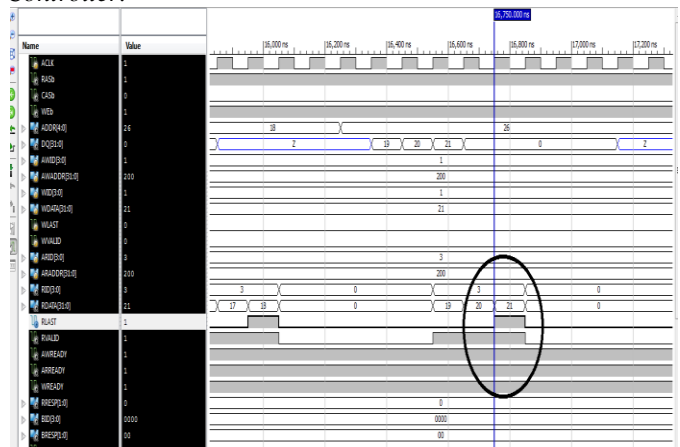 Controller.
16,750.000 ns
Name Value 16,000 ns 16,200 ns 16,400 ns 16,600 ns 16,800 ns 17,000 ns 17,200 ns
ACLK 1
RASb 1
CASb 0
WEb 1
ADDR[4:0] 26 18 26
DQ[31:0] 0 Z 19 20 21 0 Z
AWID[3:0] 1 1
AWADDR[31:0] 200 200
WID[3:0] 1 1
WDATA[31:0] 21 21
WLAST 0
WVALID 0
ARID[3:0] 3 3
ARADDR[31:0] 200 200
RID[3:0] 3 3 0 3 0
RDATA[31:0] 21 17 18 0 19 20 21 0
RLAST 1
RVALID 1
AWREADY 1
ARREADY 1
WREADY 1
RRESP[1:0] 0 0
BID[3:0] 0000 0000
BRESP[1:0] 00 00